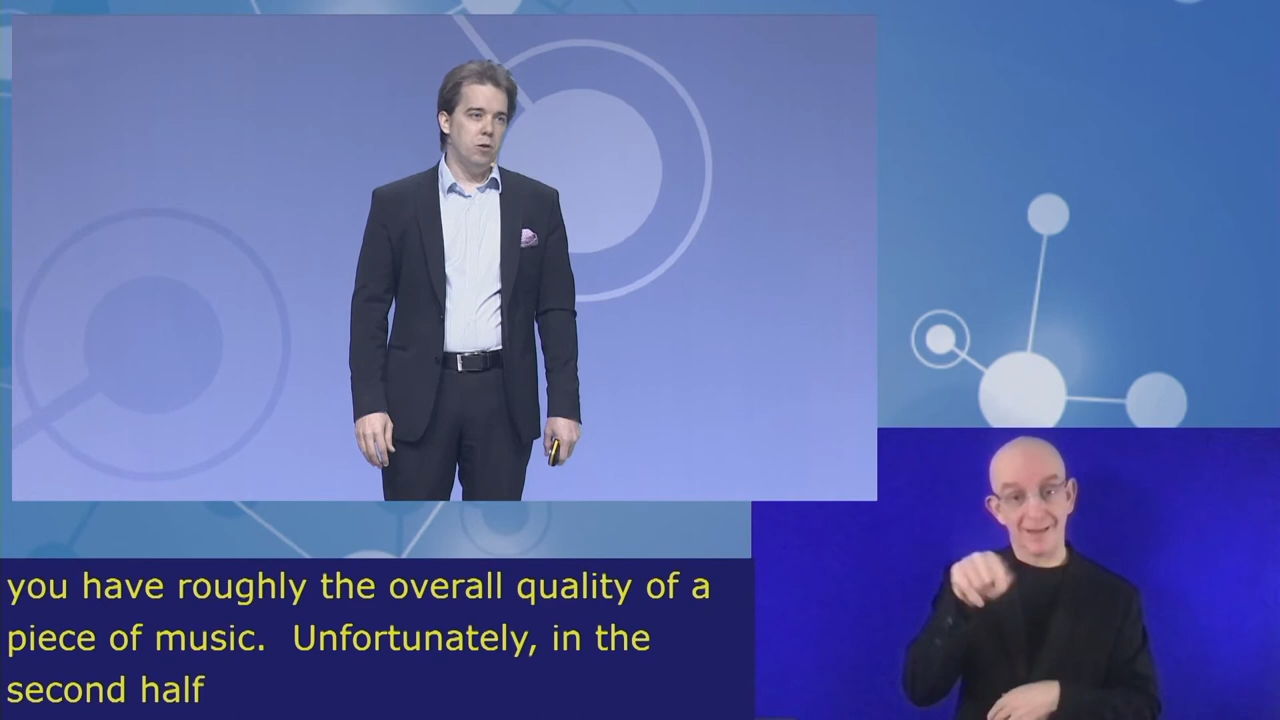 you have roughly the overall quality of a
piece of music.  Unfortunately, in the
second half